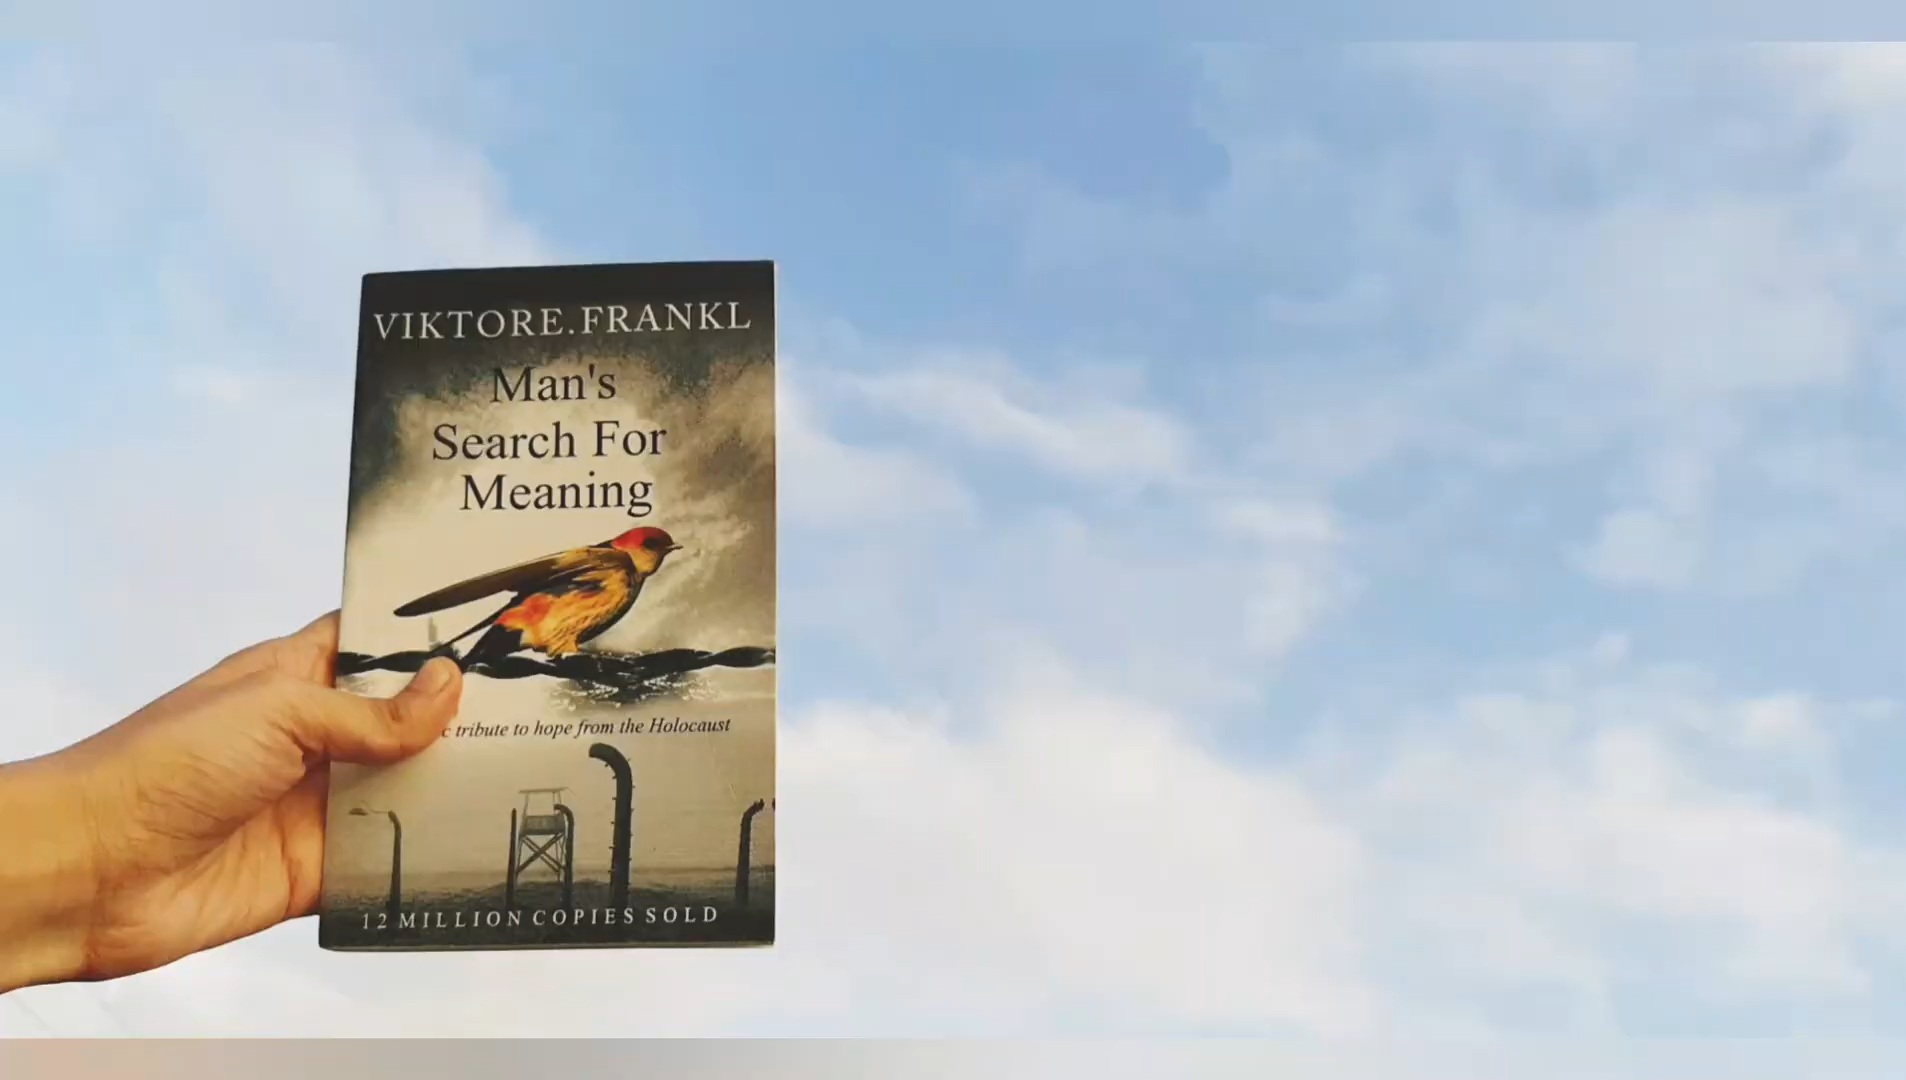 VIKTORE.FRANKL
Man's
Search For
Meaning
tribute to hope from the Holocaust
12 MILLION COPIES SOLD